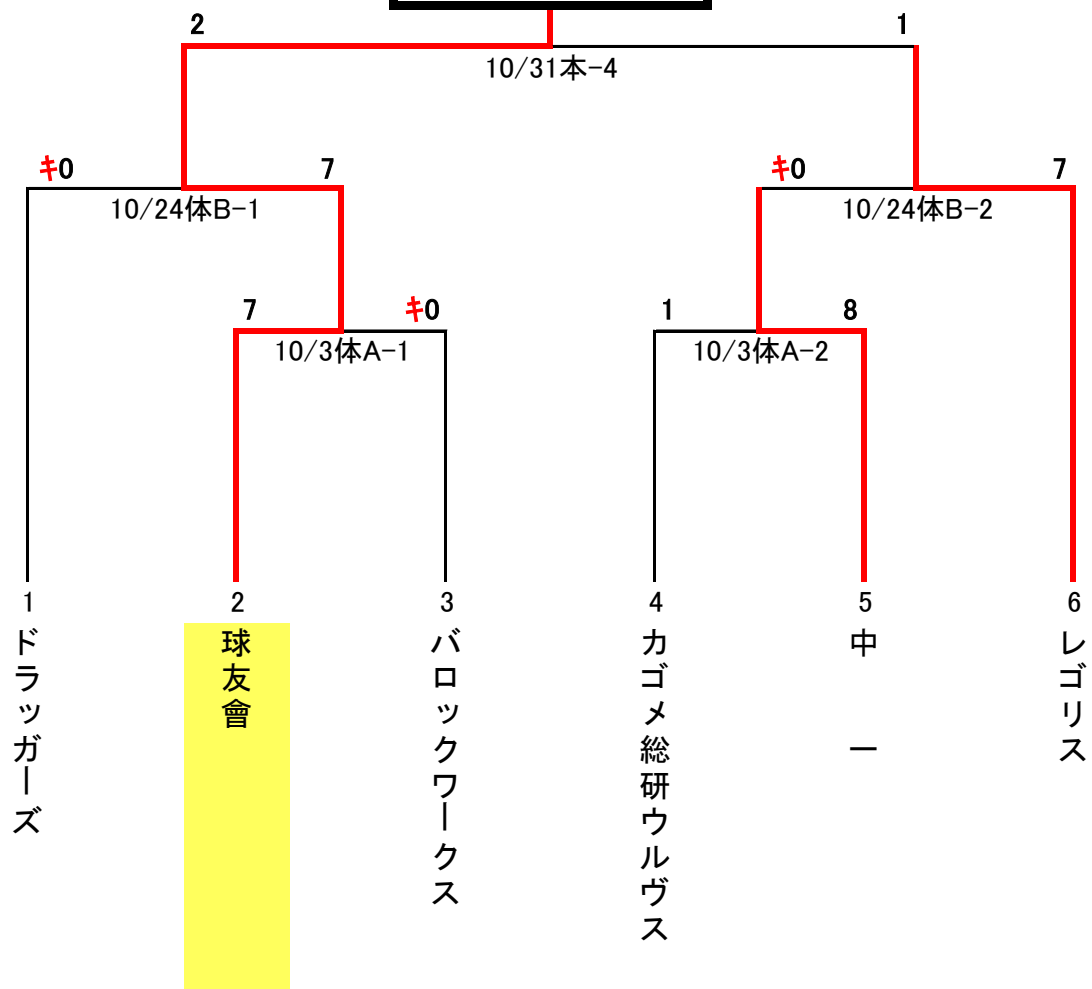 2 1
10/31本-4
キ0 7 キ0 7
10/24体B-1 10/24体B-2
7 キ0 1 8
10/3体A-1 10/3体A-2
1 2 3 4 5 6
ドラッガーズ
球友會
バロックワークス
カゴメ総研ウルヴス
中一
レゴリス